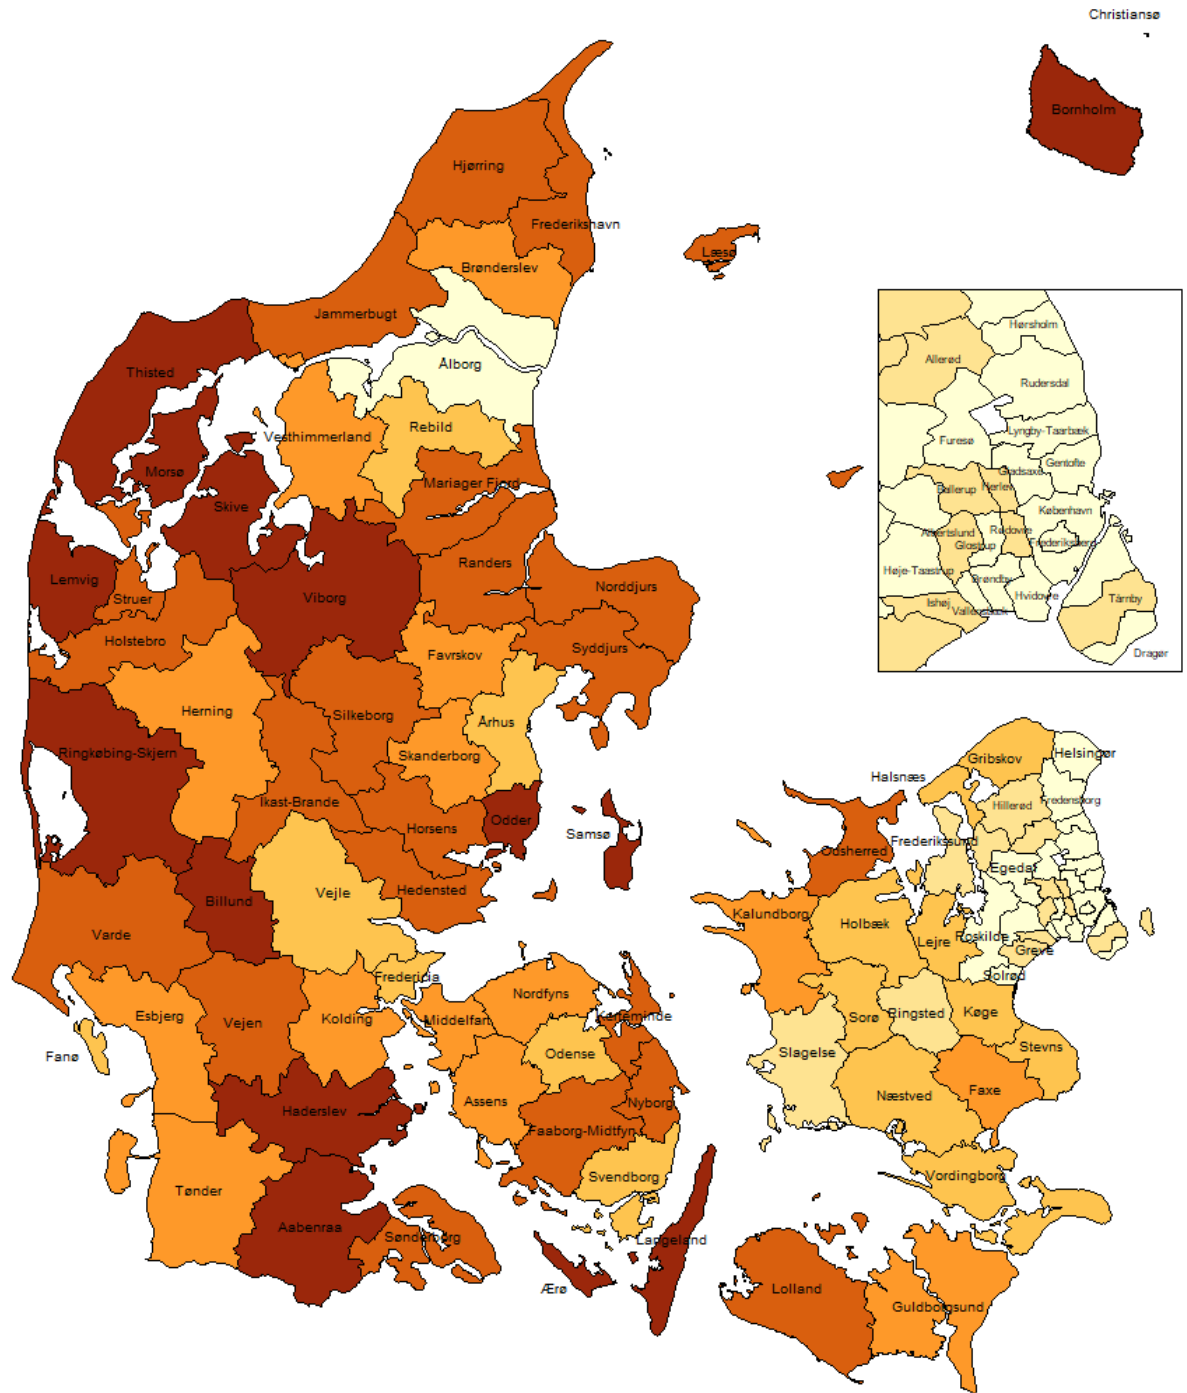 Christiansø
Bornholm
Hjørring
Frederikshavn
Læsø
Brønderslev
Jammerbugt
Ålborg
Thisted
Vesthimmerland
Rebild
Morsø
Mariager Fjord
Skive
Lemvig
Struer
Viborg
Randers
Norddjurs
Holstebro
Favrskov
Syddjurs
Herning
Silkeborg
Århus
Ringkøbing-Skjern
Skanderborg
Ikast-Brande
Horsens
Odder
Samsø
Billund
Vejle
Hedensted
Varde
Fredericia
Esbjerg
Vejen
Kolding
Fanø
Middelfart
Nordfyns
Kerteminde
Odense
Haderslev
Assens
Nyborg
Faaborg-Midtfyn
Tønder
Svendborg
Aabenraa
Sønderborg
Langeland
Ærø
Hørsholm
Allerød
Rudersdal
Furesø
Lyngby-Taarbæk
Gladsaxe
Gentofte
Ballerup
Herlev
København
Albertslund
Glostrup
Rødovre
Frederiksberg
Høje-Taastrup
Brøndby
Hvidovre
Ishøj
Vallensbæk
Tårnby
Dragør
Gribskov
Helsingør
Halsnæs
Hillerød
Fredensborg
Odsherred
Frederikssund
Egedal
Kalundborg
Holbæk
Lejre
Roskilde
Greve
Solrød
Sorø
Ringsted
Køge
Slagelse
Stevns
Næstved
Faxe
Vordingborg
Lolland
Guldborgsund